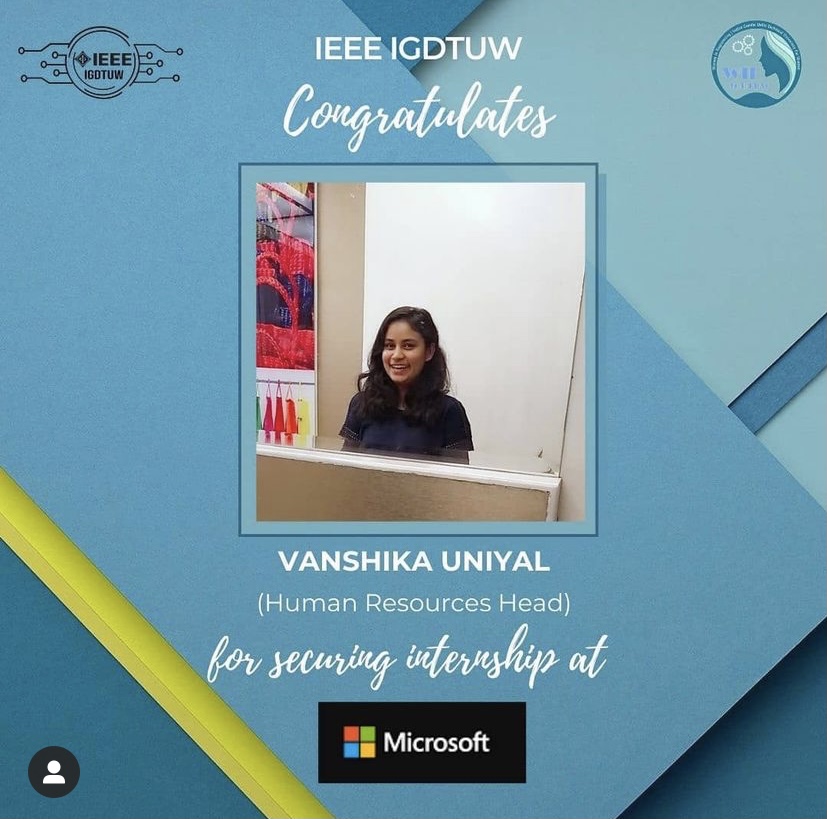 IEEE
IGDTUW
IEEE IGDTUW
Congratulates
VANSHIKA UNIYAL
(Human Resources Head)
for securing internship at
Microsoft